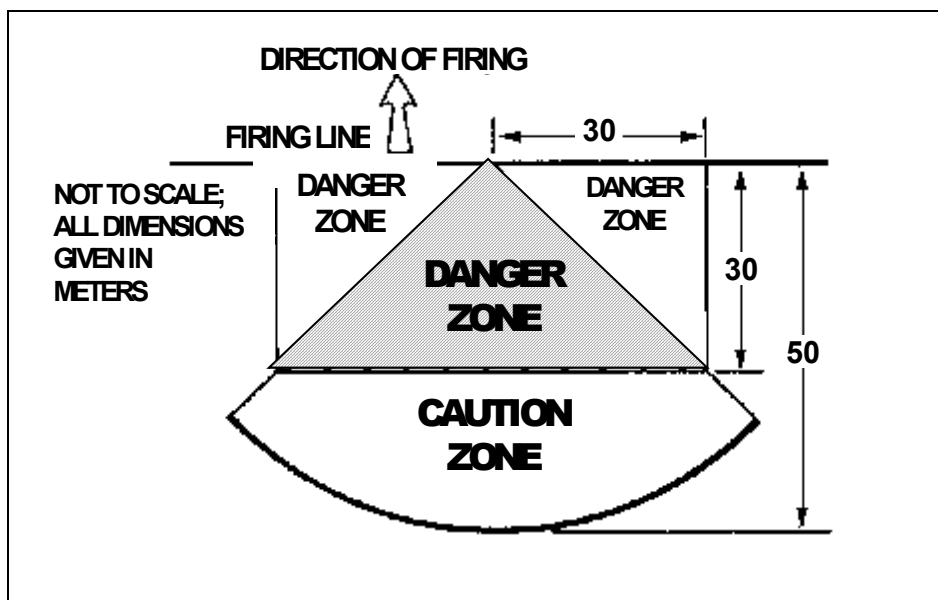 DIRECTION OF FIRING
FIRING LINE
30
NOT TO SCALE;
ALL DIMENSIONS
GIVEN IN
METERS
DANGER
ZONE
DANGER
ZONE
DANGER
ZONE
30
50
CAUTION
ZONE